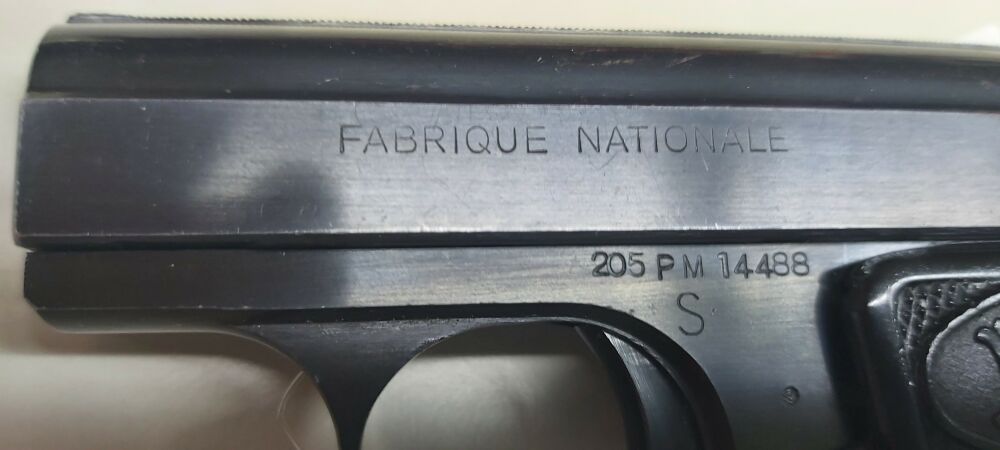 FABRIQUE NATIONALE
205 PM 14488
S